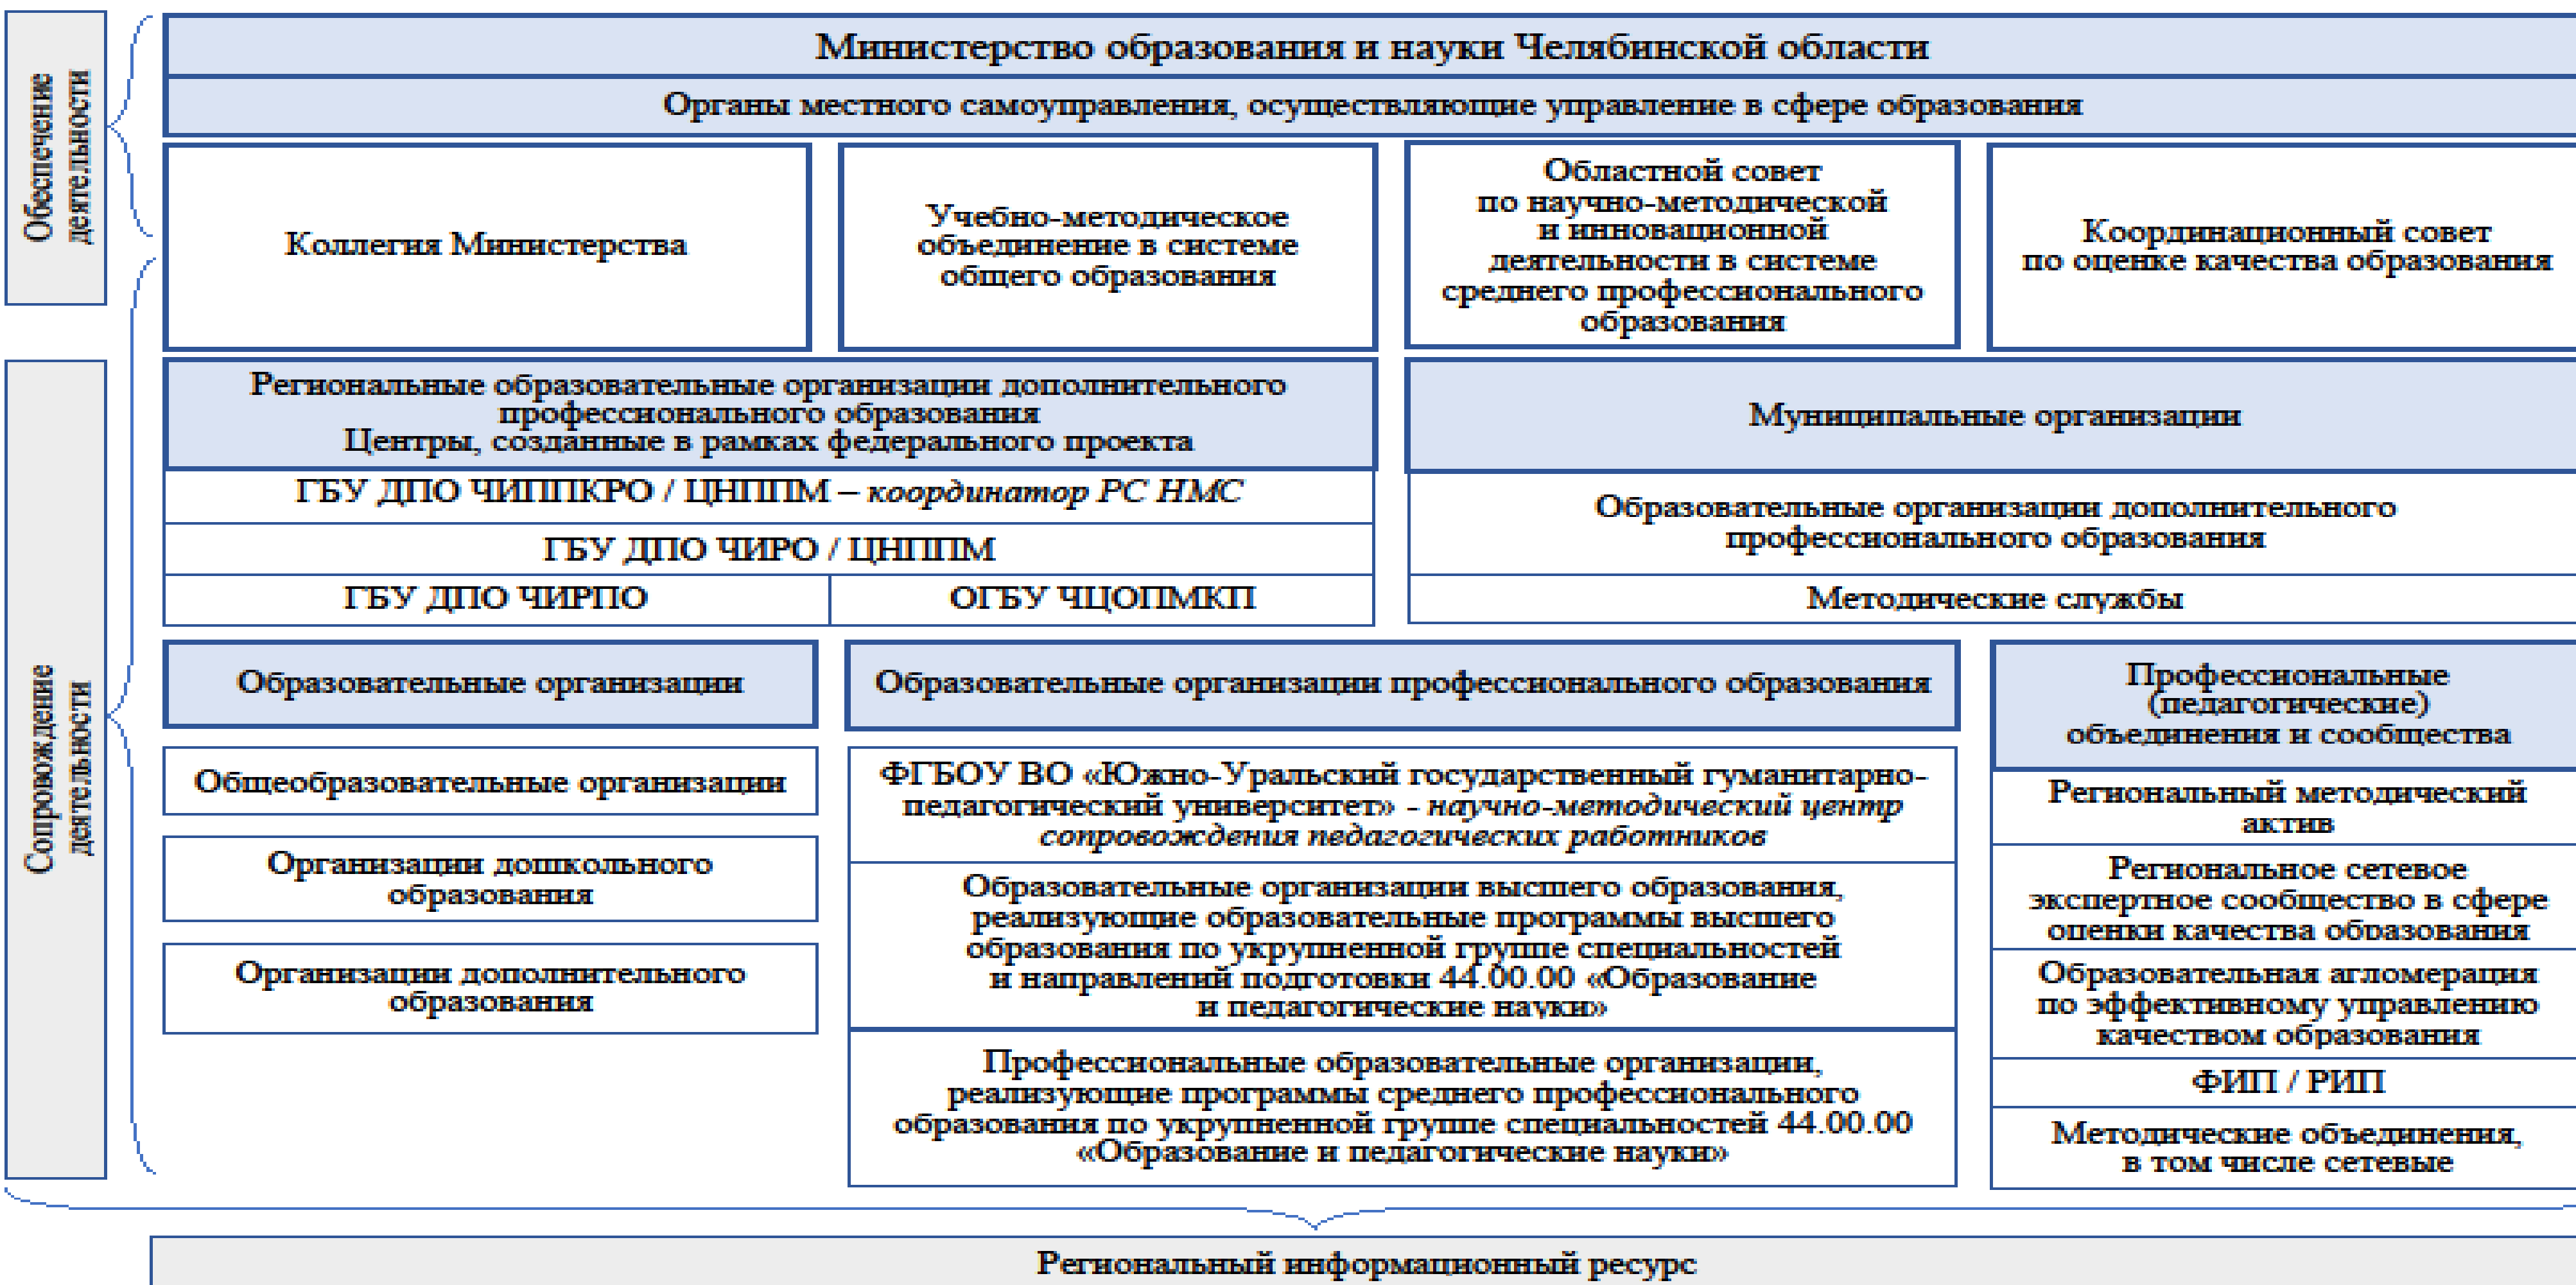 Обеспечение
деятельности
Министерство образования и науки Челябинской области
Органы местного самоуправления, осуществляющие управление в сфере образования
Коллегия Министерства
Учебно-методическое
объединение в системе
общего образования
Областной совет
по научно-методической
и инновационной
деятельности в системе
среднего профессионального
образования
Координационный совет
по оценке качества образования
Сопровождение
деятельности
Региональные образовательные организации дополнительного
профессионального образования
Центры, созданные в рамках федерального проекта
ГБУ ДПО ЧИППКРО / ЦНППМ – координатор РС НМС
ГБУ ДПО ЧИРО / ЦНППМ
ГБУ ДПО ЧИРПО
ОГБУ ЧЦОПМКП
Муниципальные организации
Образовательные организации дополнительного
профессионального образования
Методические службы
Образовательные организации
Общеобразовательные организации
Организации дошкольного
образования
Организации дополнительного
образования
Образовательные организации профессионального образования
ФГБОУ ВО «Южно-Уральский государственный гуманитарно-
педагогический университет» - научно-методический центр
сопровождения педагогических работников
Образовательные организации высшего образования,
реализующие образовательные программы высшего
образования по укрупненной группе специальностей
и направлений подготовки 44.00.00 «Образование
и педагогические науки»
Профессиональные образовательные организации,
реализующие программы среднего профессионального
образования по укрупненной группе специальностей 44.00.00
«Образование и педагогические науки»
Профессиональные
(педагогические)
объединения и сообщества
Региональный методический
актив
Региональное сетевое
экспертное сообщество в сфере
оценки качества образования
Образовательная агломерация
по эффективному управлению
качеством образования
ФИП / РИП
Методические объединения,
в том числе сетевые
Региональный информационный ресурс